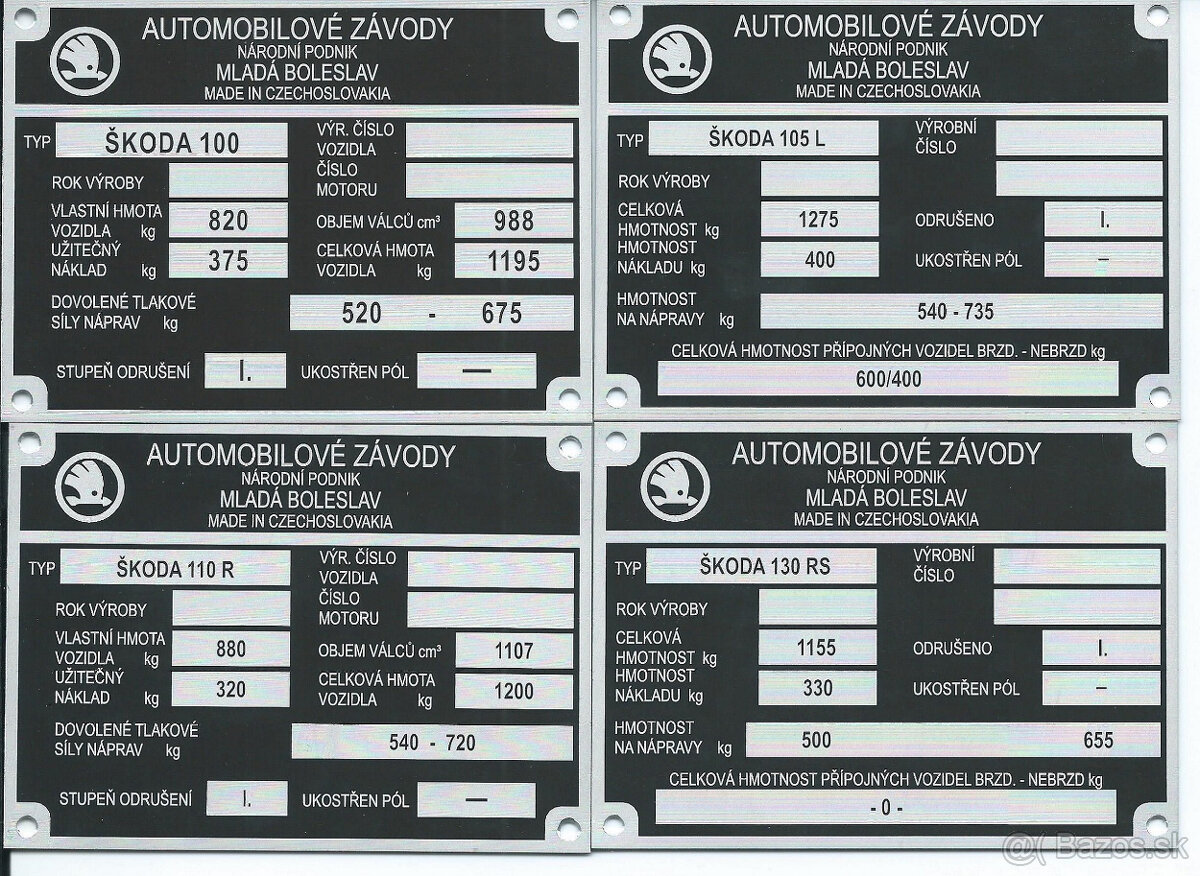 AUTOMOBILOVÉ ZÁVODY
NÁRODNÍ PODNIK
MLADÁ BOLESLAV
MADE IN CZECHOSLOVAKIA
TYP ŠKODA 100
VÝR. ČÍSLO
VOZIDLA
ROK VÝROBY
ČÍSLO
MOTORU
VLASTNÍ HMOTA
VOZIDLA kg 820
OBJEM VÁLCŮ cm³ 988
UŽITEČNÝ
NÁKLAD kg 375
CELKOVÁ HMOTA
VOZIDLA kg 1195
DOVOLENÉ TLAKOVÉ
SÍLY NÁPRAV kg 520 - 675
STUPEŇ ODRUŠENÍ I. UKOSTŘEN PÓL —
AUTOMOBILOVÉ ZÁVODY
NÁRODNÍ PODNIK
MLADÁ BOLESLAV
MADE IN CZECHOSLOVAKIA
TYP ŠKODA 105 L
VÝROBNÍ
ČÍSLO
ROK VÝROBY
CELKOVÁ
HMOTNOST kg 1275
ODRUŠENO I.
HMOTNOST
NÁKLADU kg 400
UKOSTŘEN PÓL –
HMOTNOST
NA NÁPRAVY kg 540 - 735
CELKOVÁ HMOTNOST PŘÍPOJNÝCH VOZIDEL BRZD. - NEBRZD kg
600/400
AUTOMOBILOVÉ ZÁVODY
NÁRODNÍ PODNIK
MLADÁ BOLESLAV
MADE IN CZECHOSLOVAKIA
TYP ŠKODA 110 R
VÝR. ČÍSLO
VOZIDLA
ROK VÝROBY
ČÍSLO
MOTORU
VLASTNÍ HMOTA
VOZIDLA kg 880
OBJEM VÁLCŮ cm³ 1107
UŽITEČNÝ
NÁKLAD kg 320
CELKOVÁ HMOTA
VOZIDLA kg 1200
DOVOLENÉ TLAKOVÉ
SÍLY NÁPRAV kg 540 - 720
STUPEŇ ODRUŠENÍ I. UKOSTŘEN PÓL —
AUTOMOBILOVÉ ZÁVODY
NÁRODNÍ PODNIK
MLADÁ BOLESLAV
MADE IN CZECHOSLOVAKIA
TYP ŠKODA 130 RS
VÝROBNÍ
ČÍSLO
ROK VÝROBY
CELKOVÁ
HMOTNOST kg 1155
ODRUŠENO I.
HMOTNOST
NÁKLADU kg 330
UKOSTŘEN PÓL –
HMOTNOST
NA NÁPRAVY kg 500 655
CELKOVÁ HMOTNOST PŘÍPOJNÝCH VOZIDEL BRZD. - NEBRZD kg
- 0 -
@( Bazos.sk